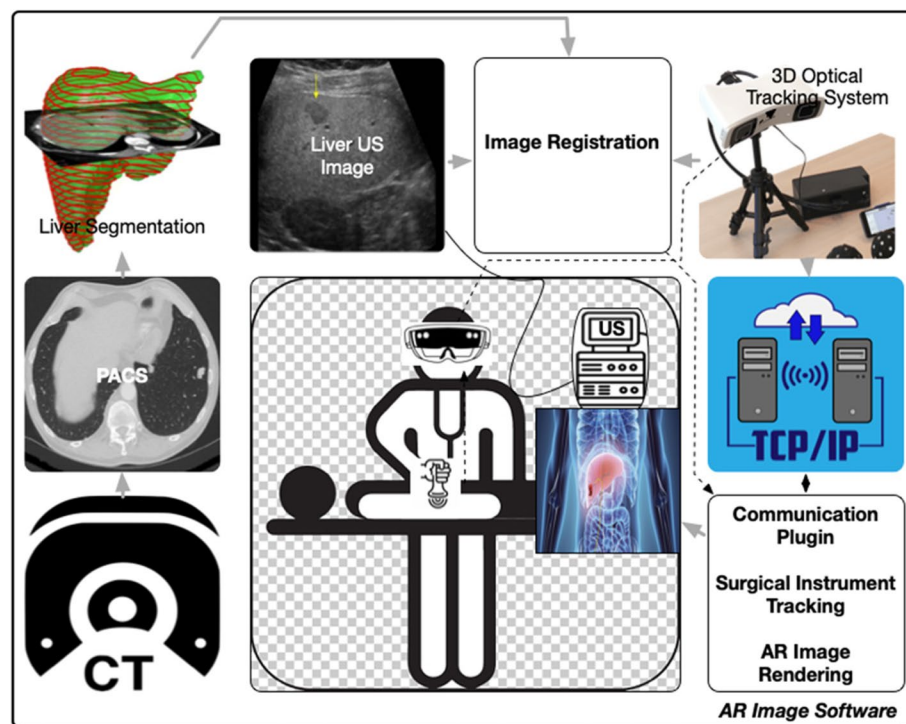 3D Optical
Tracking System
Liver US
Image
Image Registration
Liver Segmentation
PACS
US
TCP/IP
CT
Communication
Plugin
Surgical Instrument
Tracking
AR Image
Rendering
AR Image Software